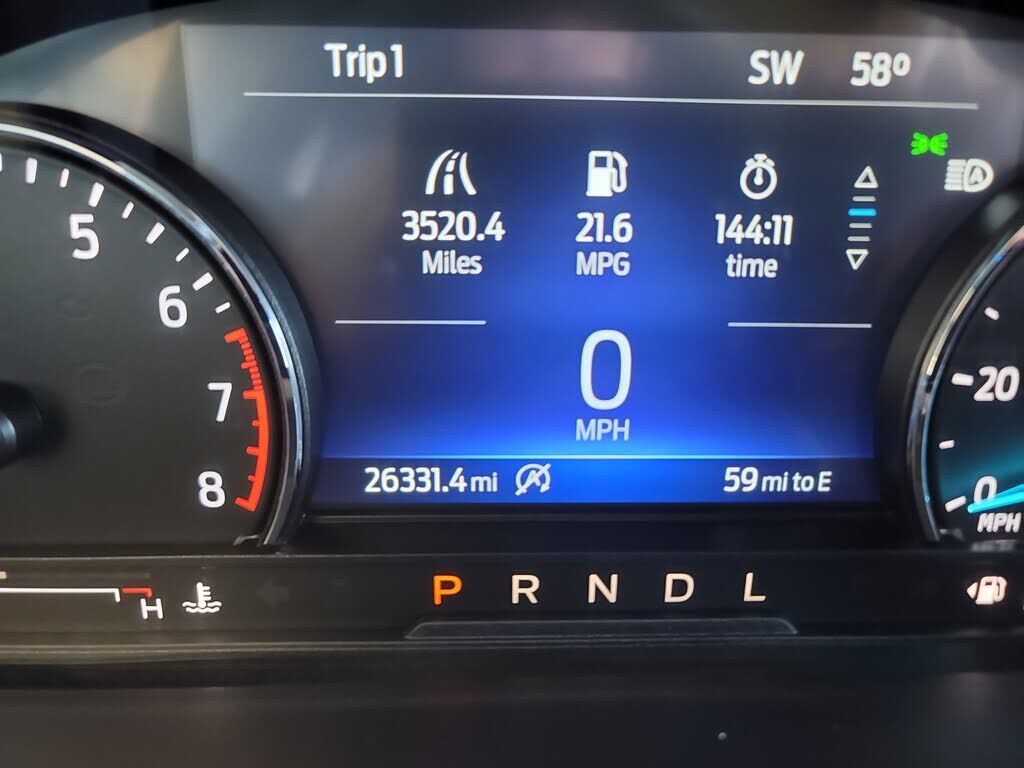 Trip 1 SW 58°
3520.4 21.6 144:11
Miles MPG time
5
6
7
8
0
MPH
26331.4 mi 59 mi to E
20
0
MPH
H P R N D L